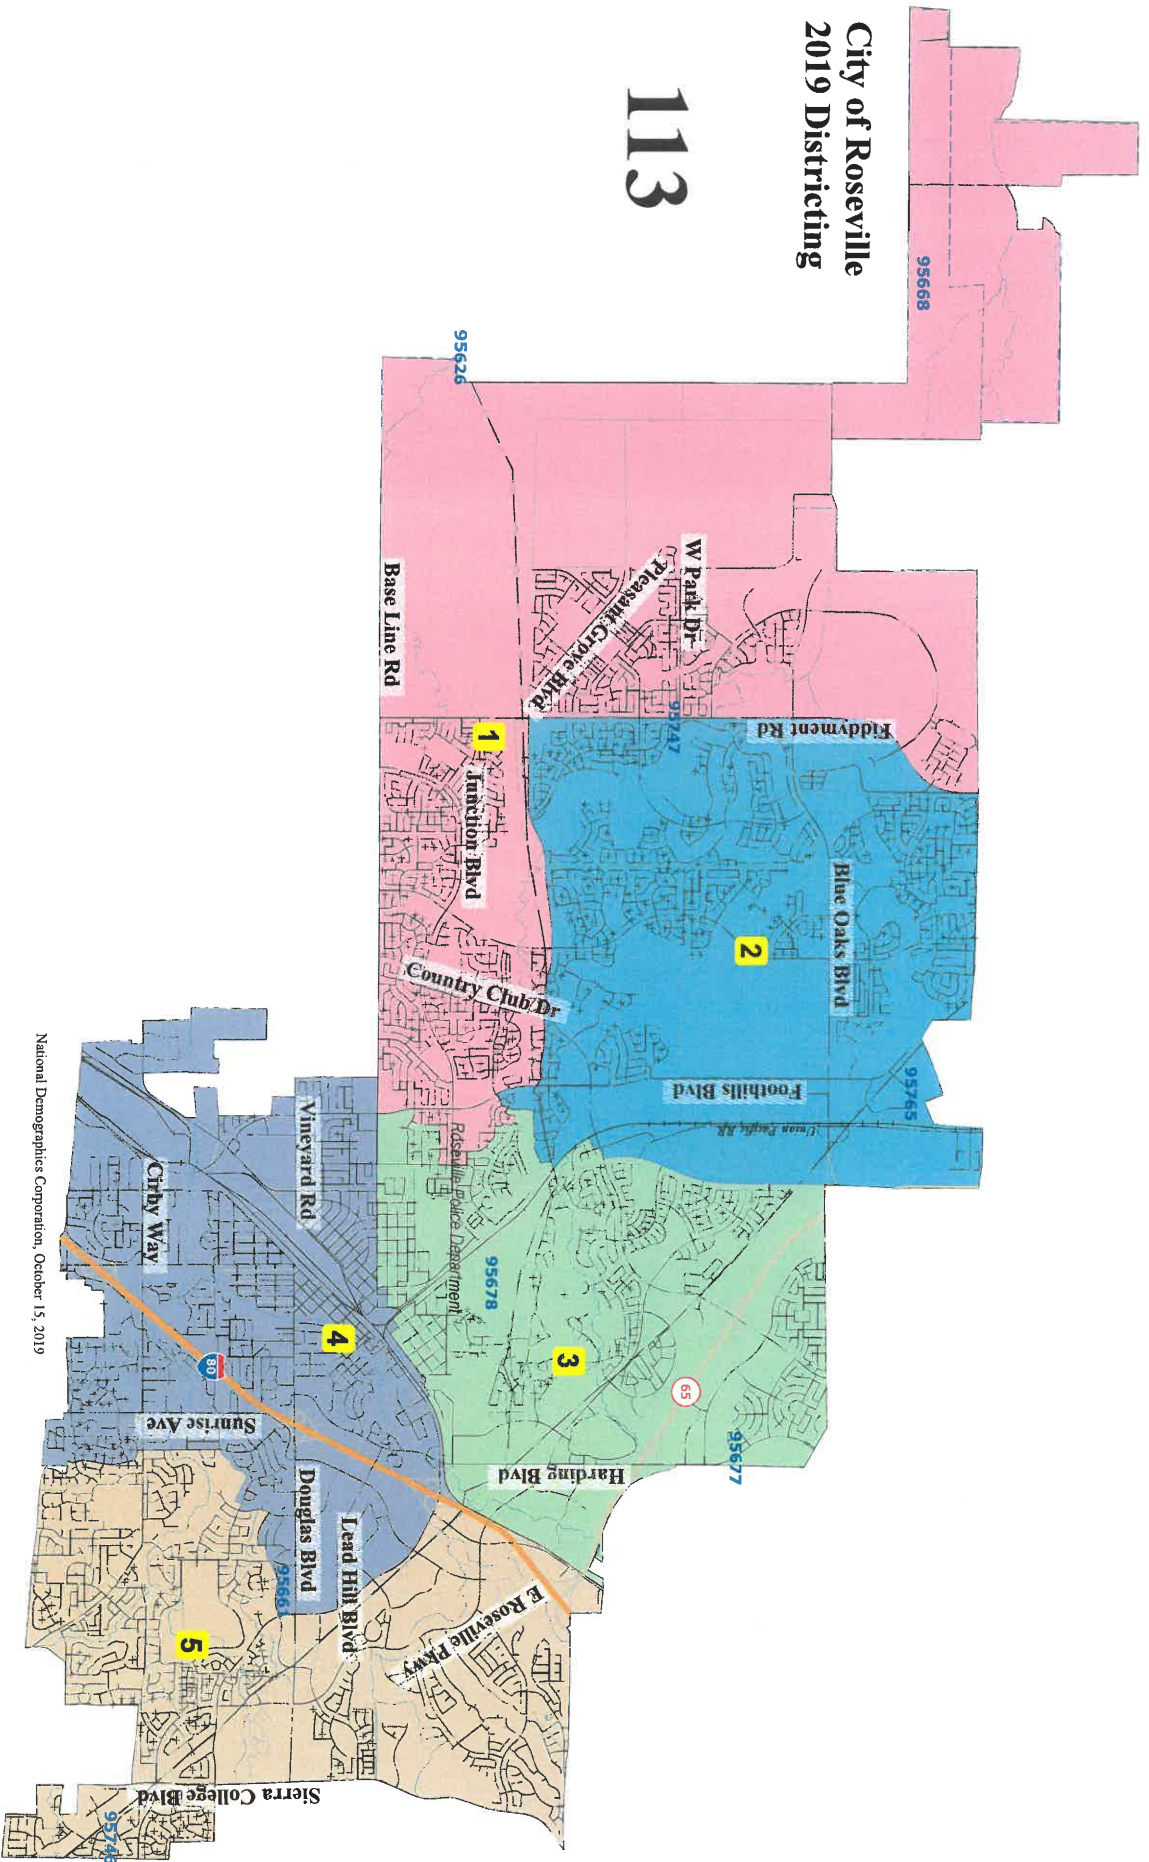 City of Roseville
2019 Districting
113
95668
95626
W Park Dr
Pleasant Grove Blvd
Base Line Rd
95747
Fiddyment Rd
1
Junction Blvd
Blue Oaks Blvd
2
Country Club Dr
95765
Foothills Blvd
Union Pacific RR
Roseville Police Department
Vineyard Rd
Cirby Way
95678
3
4
65
80
Sunrise Ave
95677
Harding Blvd
Douglas Blvd
Lead Hill Blvd
95661
E Roseville Pkwy
5
Sierra College Blvd
95746
National Demographics Corporation, October 15, 2019